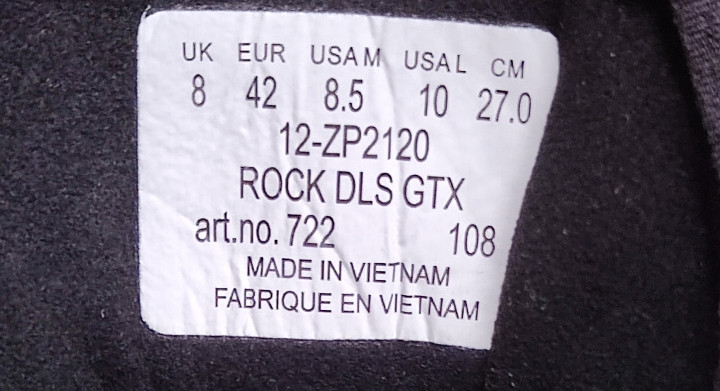 UK EUR USA M USA L CM
8 42 8.5 10 27.0
12-ZP2120
ROCK DLS GTX
art.no. 722 108
MADE IN VIETNAM
FABRIQUE EN VIETNAM